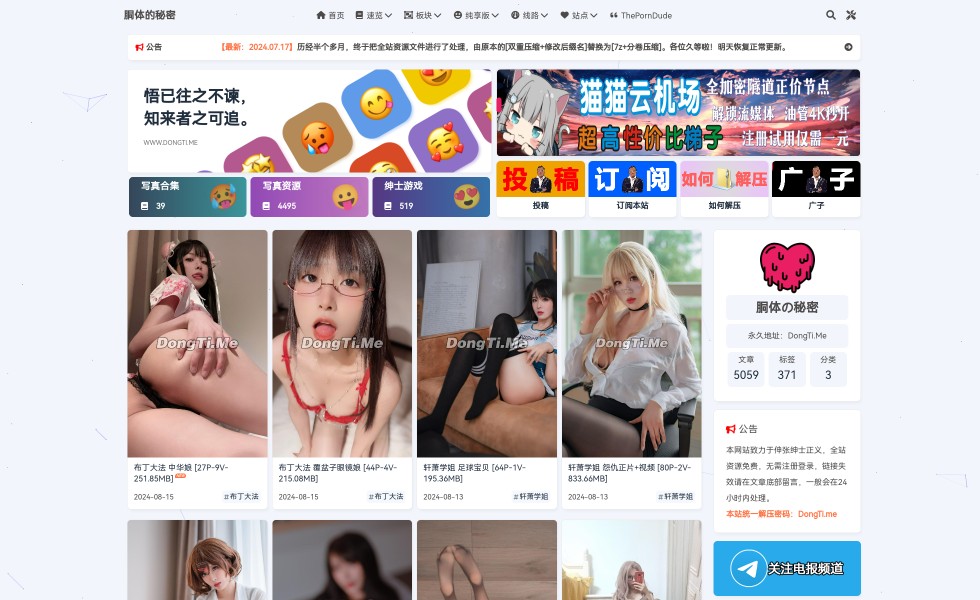 胴体的秘密
首页 速览 板块 纯享版 线路 站点 ThePornDude
公告
【最新：2024.07.17】历经半个多月，终于把全站资源文件进行了处理，由原本的[双重压缩+修改后缀名]替换为[7z+分卷压缩]。各位久等啦！明天恢复正常更新。
悟已往之不谏，
知来者之可追。
WWW.DONGTI.ME
猫猫云机场
全加密隧道正价节点
解锁流媒体 油管4K秒开
超高性价比梯子
注册试用仅需一元
写真合集
39
写真资源
4495
绅士游戏
519
投稿
投稿
订阅
订阅本站
如何解压
如何解压
广子
广子
DongTi.Me
DongTi.Me
DongTi.Me
DongTi.Me
布丁大法 中华娘 [27P-9V-
251.85MB]
2024-08-15
#布丁大法
布丁大法 覆盆子眼镜娘 [44P-4V-
215.08MB]
2024-08-15
#布丁大法
轩萧学姐 足球宝贝 [64P-1V-
195.36MB]
2024-08-13
#轩萧学姐
轩萧学姐 怨仇正片+视频 [80P-2V-
833.66MB]
2024-08-13
#轩萧学姐
胴体の秘密
永久地址：DongTi.Me
文章 标签 分类
5059 371 3
公告
本网站致力于伸张绅士正义，全站
资源免费，无需注册登录，链接失
效请在文章底部留言，一般会在24
小时内处理。
本站统一解压密码：DongTi.me
关注电报频道